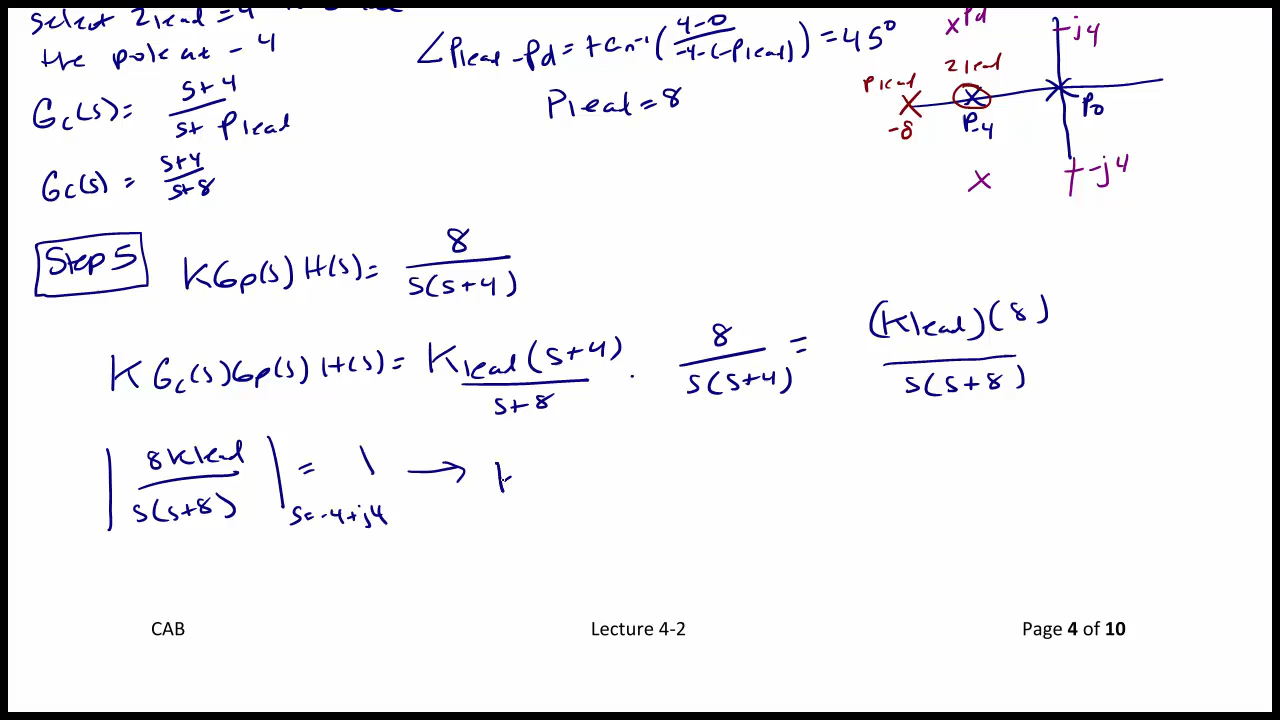 select zlead = 4
the pole at - 4
Gc(s) = s+4 / s+ Plead
Gc(s) = s+4 / s+8
∠Plead - Pd = tan⁻¹ ( 4-0 / -4-(-Plead) ) = 45°
Plead = 8
x Pd
j4
Plead
zlead
-8
P-4
P0
-j4
Step 5 KGp(s) H(s) = 8 / s(s+4)
K Gc(s) Gp(s) H(s) = Klead (s+4) / s+8 . 8 / s(s+4) = (Klead)(8) / s(s+8)
| 8Klead / s(s+8) | s=-4+j4 = 1 →
CAB Lecture 4-2 Page 4 of 10